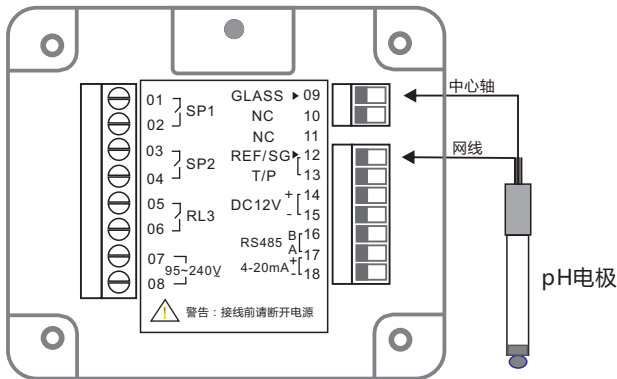 01
SP1
02
03
SP2
04
05
RL3
06
07
95~240V
08
GLASS ▸ 09
NC 10
NC 11
REF/SG▸ 12
T/P 13
DC12V + 14
- 15
RS485 B 16
A 17
4-20mA + 18
-
警告：接线前请断开电源
中心轴
网线
pH电极